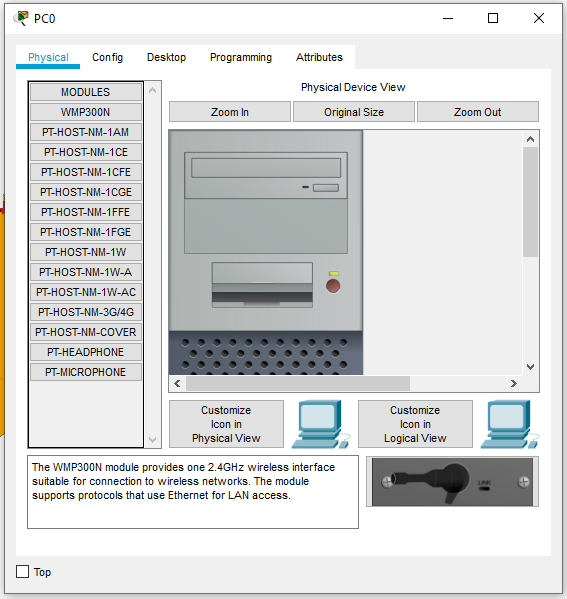 PC0
Physical Config Desktop Programming Attributes
MODULES
WMP300N
PT-HOST-NM-1AM
PT-HOST-NM-1CE
PT-HOST-NM-1CFE
PT-HOST-NM-1CGE
PT-HOST-NM-1FFE
PT-HOST-NM-1FGE
PT-HOST-NM-1W
PT-HOST-NM-1W-A
PT-HOST-NM-1W-AC
PT-HOST-NM-3G/4G
PT-HOST-NM-COVER
PT-HEADPHONE
PT-MICROPHONE
Physical Device View
Zoom In Original Size Zoom Out
Customize
Icon in
Physical View
Customize
Icon in
Logical View
The WMP300N module provides one 2.4GHz wireless interface
suitable for connection to wireless networks. The module
supports protocols that use Ethernet for LAN access.
LINK
Top